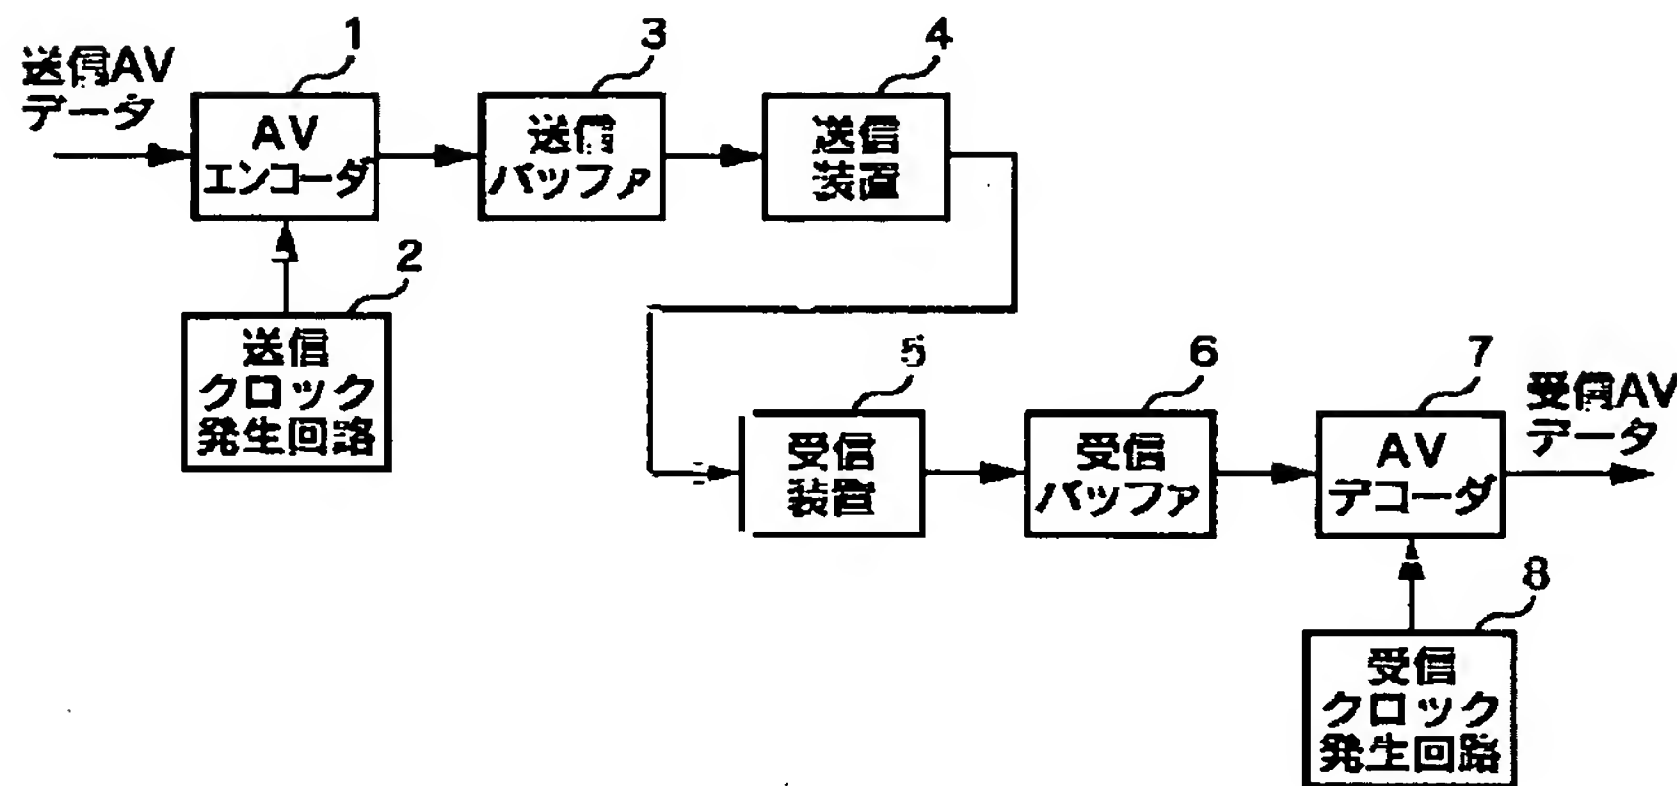 1
3
4
送信AV
データ
AV
エンコーダ
送信
バッファ
送信
装置
2
送信
クロック
発生回路
5
6
7
受信AV
データ
受信
装置
受信
バッファ
AV
デコーダ
8
受信
クロック
発生回路